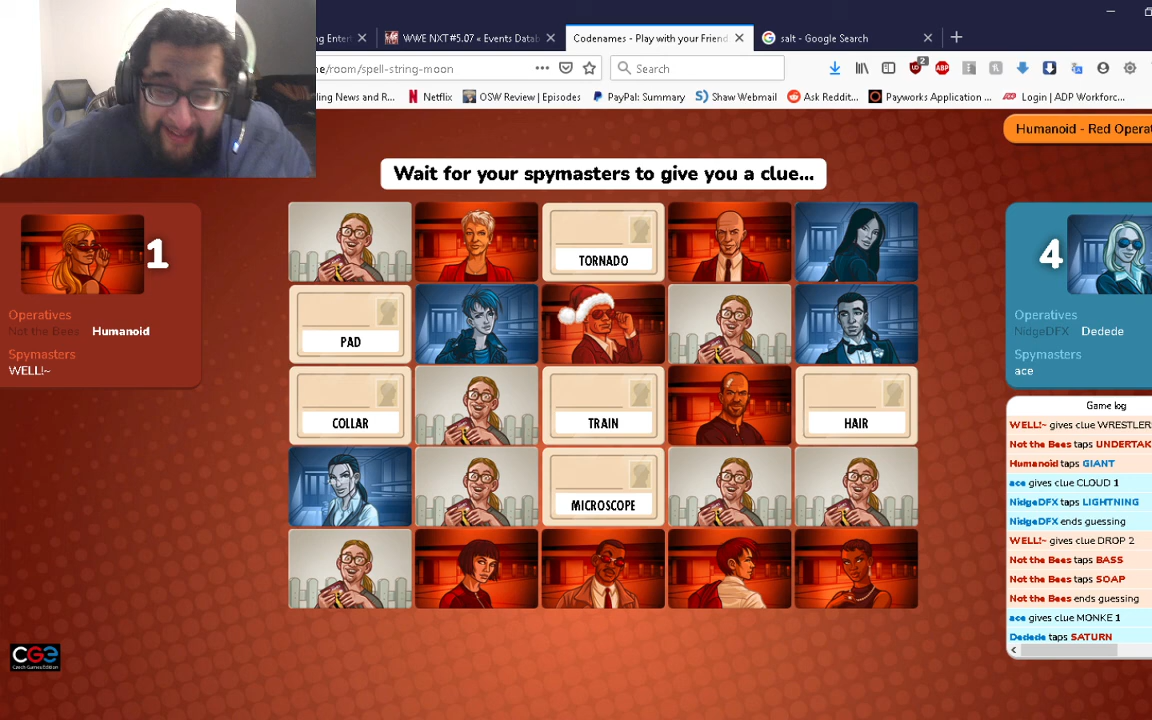 ng Entert
WWE NXT #5.07 « Events Datab
Codenames - Play with your Friend
salt - Google Search
ne/room/spell-string-moon
Search
2
ABP
ling News and R...
Netflix
OSW Review | Episodes
PayPal: Summary
Shaw Webmail
Ask Reddit...
Payworks Application ...
Login | ADP Workforc...
Humanoid - Red Opera
Wait for your spymasters to give you a clue...
1
Operatives
Not the Bees Humanoid
Spymasters
WELL!~
TORNADO
PAD
COLLAR
TRAIN
HAIR
MICROSCOPE
4
Operatives
NidgeDFX Dedede
Spymasters
ace
Game log
WELL!~ gives clue WRESTLER
Not the Bees taps UNDERTAK
Humanoid taps GIANT
ace gives clue CLOUD 1
NidgeDFX taps LIGHTNING
NidgeDFX ends guessing
WELL!~ gives clue DROP 2
Not the Bees taps BASS
Not the Bees taps SOAP
Not the Bees ends guessing
ace gives clue MONKE 1
Dedede taps SATURN
CGE
Czech Games Edition